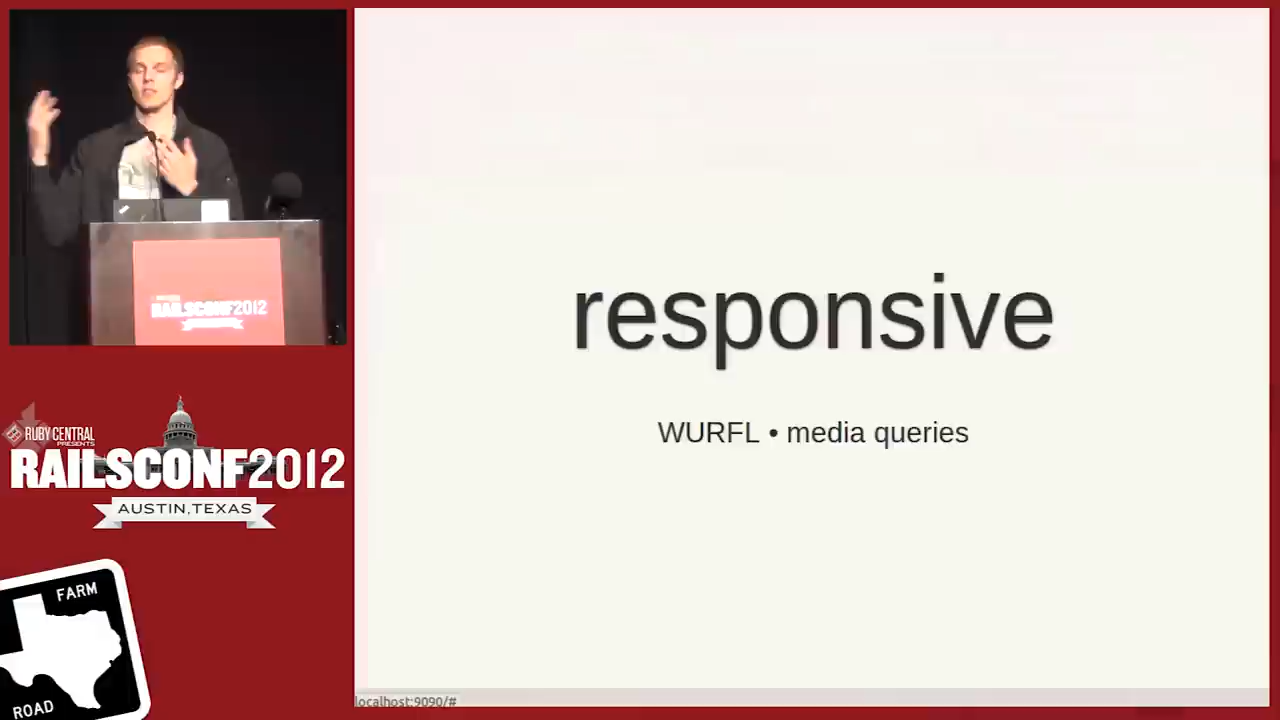 RAILSCONF2012
RUBY CENTRAL
PRESENTS
RAILSCONF2012
AUSTIN, TEXAS
FARM
ROAD
responsive
WURFL • media queries
localhost:9090/#